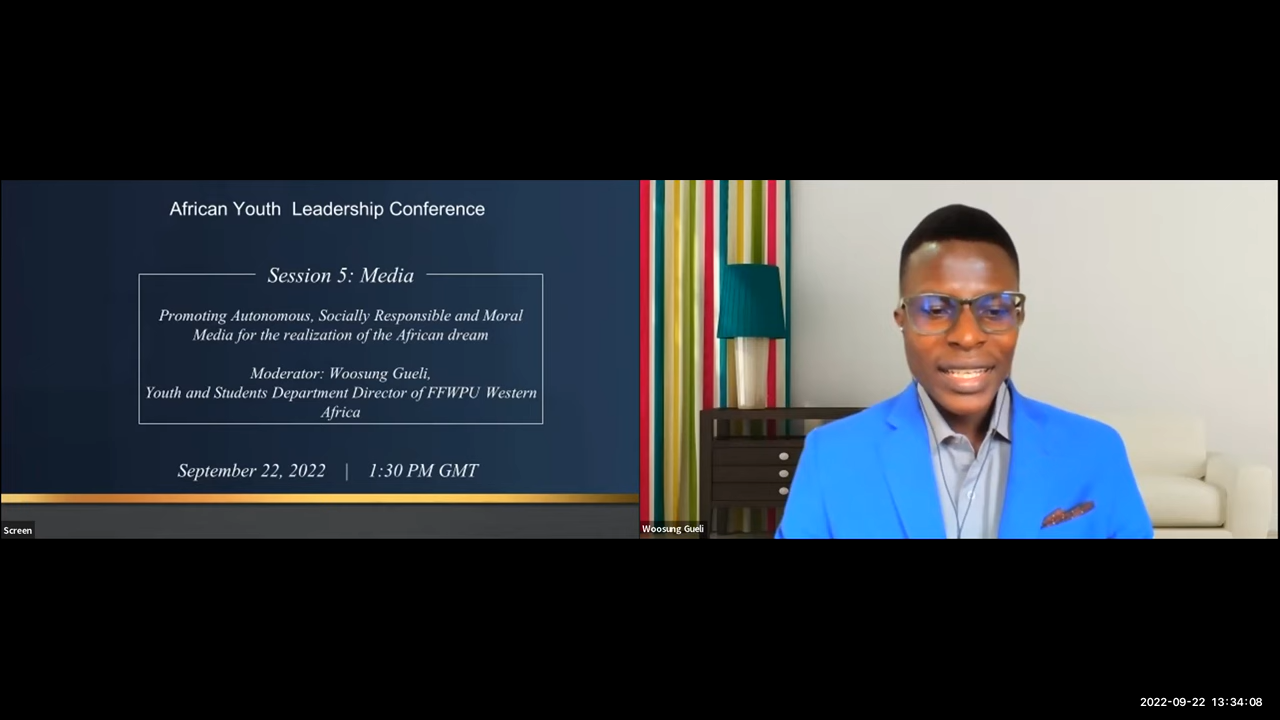 African Youth  Leadership Conference
Session 5: Media
Promoting Autonomous, Socially Responsible and Moral
Media for the realization of the African dream
Moderator: Woosung Gueli,
Youth and Students Department Director of FFWPU Western
Africa
September 22, 2022 | 1:30 PM GMT
Screen
Woosung Gueli
2022-09-22 13:34:08